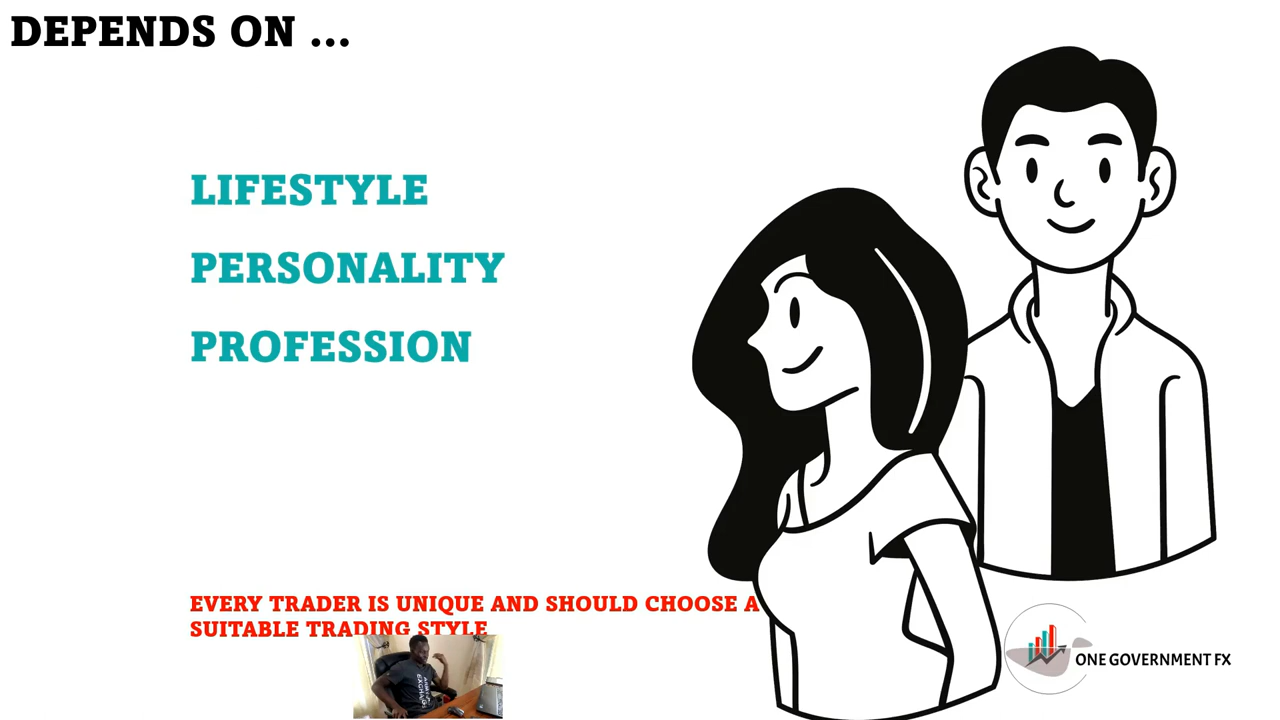 DEPENDS ON ...
LIFESTYLE
PERSONALITY
PROFESSION
EVERY TRADER IS UNIQUE AND SHOULD CHOOSE A
SUITABLE TRADING STYLE
ONE GOVERNMENT FX